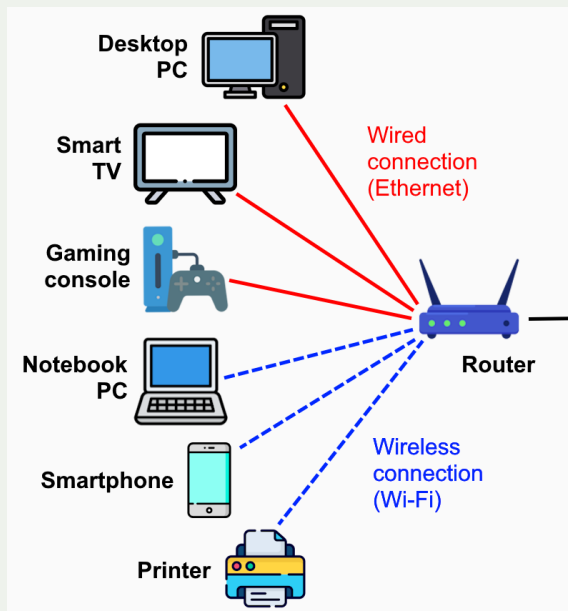 Desktop
PC
Wired
connection
(Ethernet)
Smart
TV
Gaming
console
Router
Notebook
PC
Wireless
connection
(Wi-Fi)
Smartphone
Printer